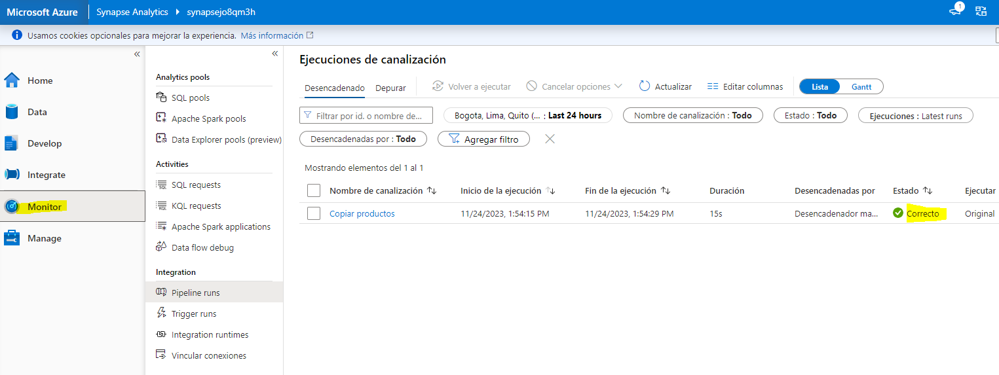 Microsoft Azure
Synapse Analytics
synapsejo8qm3h
1
Usamos cookies opcionales para mejorar la experiencia. Más información
Home
Data
Develop
Integrate
Monitor
Manage
Analytics pools
SQL pools
Apache Spark pools
Data Explorer pools (preview)
Activities
SQL requests
KQL requests
Apache Spark applications
Data flow debug
Integration
Pipeline runs
Trigger runs
Integration runtimes
Vincular conexiones
Ejecuciones de canalización
Desencadenado Depurar Volver a ejecutar Cancelar opciones Actualizar Editar columnas Lista Gantt
Filtrar por id. o nombre de... Bogota, Lima, Quito (... : Last 24 hours Nombre de canalización : Todo Estado : Todo Ejecuciones : Latest runs
Desencadenadas por : Todo Agregar filtro
Mostrando elementos del 1 al 1
Nombre de canalización Inicio de la ejecución Fin de la ejecución Duración Desencadenadas por Estado Ejecutar
Copiar productos 11/24/2023, 1:54:15 PM 11/24/2023, 1:54:29 PM 15s Desencadenador ma... Correcto Original